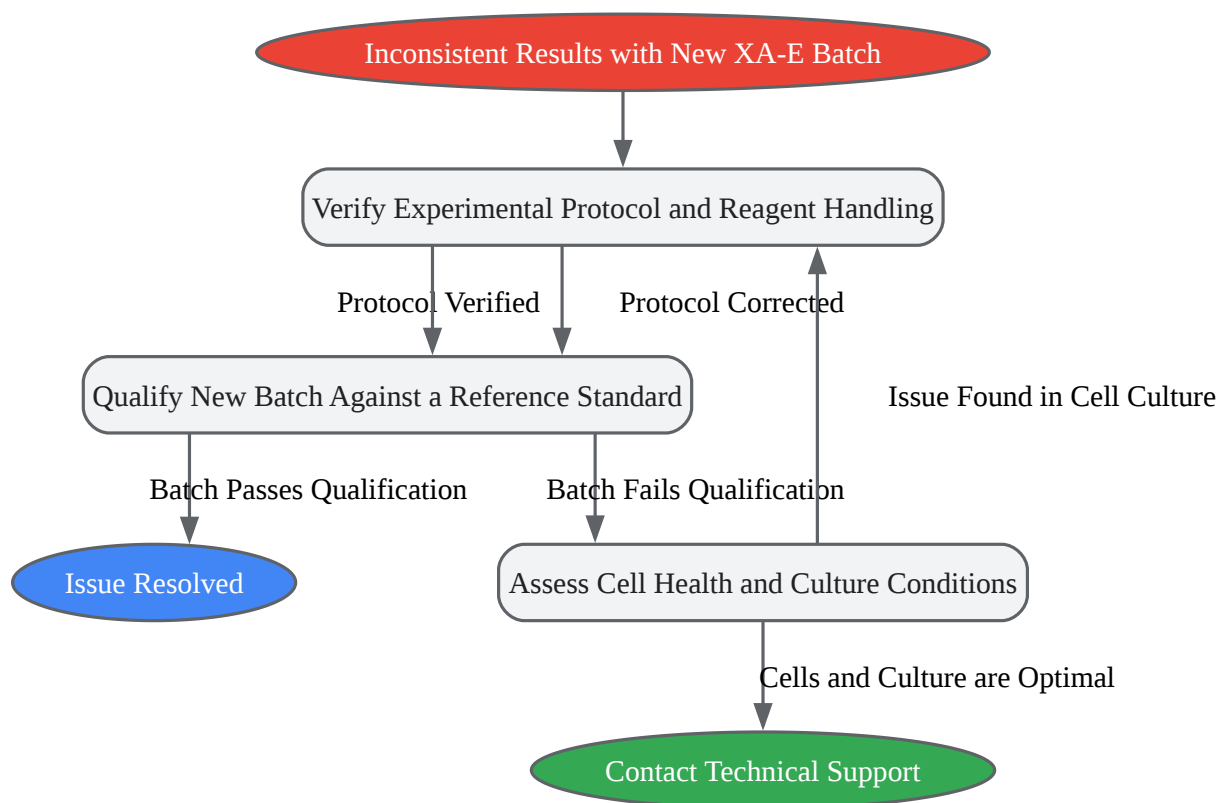 Inconsistent Results with New XA-E Batch
Verify Experimental Protocol and Reagent Handling
Protocol Verified
Protocol Corrected
Qualify New Batch Against a Reference Standard
Issue Found in Cell Culture
Batch Passes Qualification
Batch Fails Qualification
Issue Resolved
Assess Cell Health and Culture Conditions
Cells and Culture are Optimal
Contact Technical Support